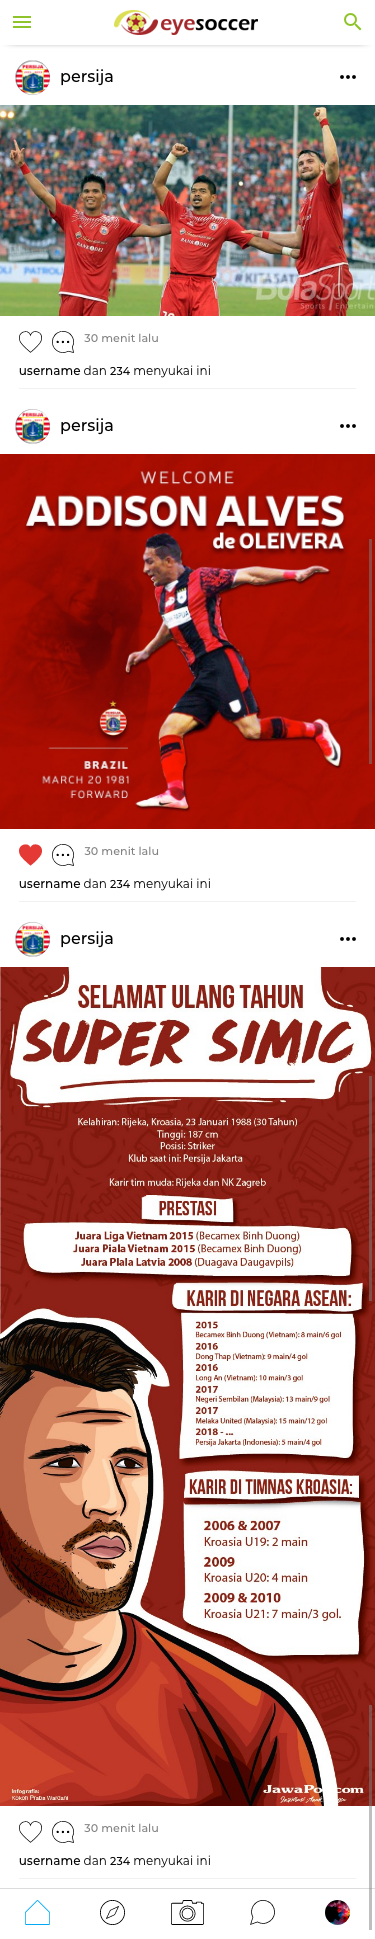 eyesoccer
persija
PATROLI
#KITASAT
BolaSport
Sports & Entertainment
30 menit lalu
username dan 234 menyukai ini
persija
WELCOME
ADDISON ALVES
de OLEIVERA
BRAZIL
MARCH 20 1981
FORWARD
30 menit lalu
username dan 234 menyukai ini
persija
SELAMAT ULANG TAHUN
SUPER SIMIC
Kelahiran: Rijeka, Kroasia, 23 Januari 1988 (30 Tahun)
Tinggi: 187 cm
Posisi: Striker
Klub saat ini: Persija Jakarta
Karir tim muda: Rijeka dan NK Zagreb
PRESTASI
Juara Liga Vietnam 2015 (Becamex Binh Duong)
Juara Piala Vietnam 2015 (Becamex Binh Duong)
Juara PIala Latvia 2008 (Duagava Daugavpils)
KARIR DI NEGARA ASEAN:
2015
Becamex Binh Duong (Vietnam): 8 main/6 gol
2016
Dong Thap (Vietnam): 9 main/4 gol
2016
Long An (Vietnam): 10 main/3 gol
2017
Negeri Sembilan (Malaysia): 13 main/9 gol
2017
Melaka United (Malaysia): 15 main/12 gol
2018 - ...
Persija Jakarta (Indonesia): 5 main/4 gol
KARIR DI TIMNAS KROASIA:
2006 & 2007
Kroasia U19: 2 main
2009
Kroasia U20: 4 main
2009 & 2010
Kroasia U21: 7 main/3 gol.
Infografis:
JawaPos.com
30 menit lalu
username dan 234 menyukai ini